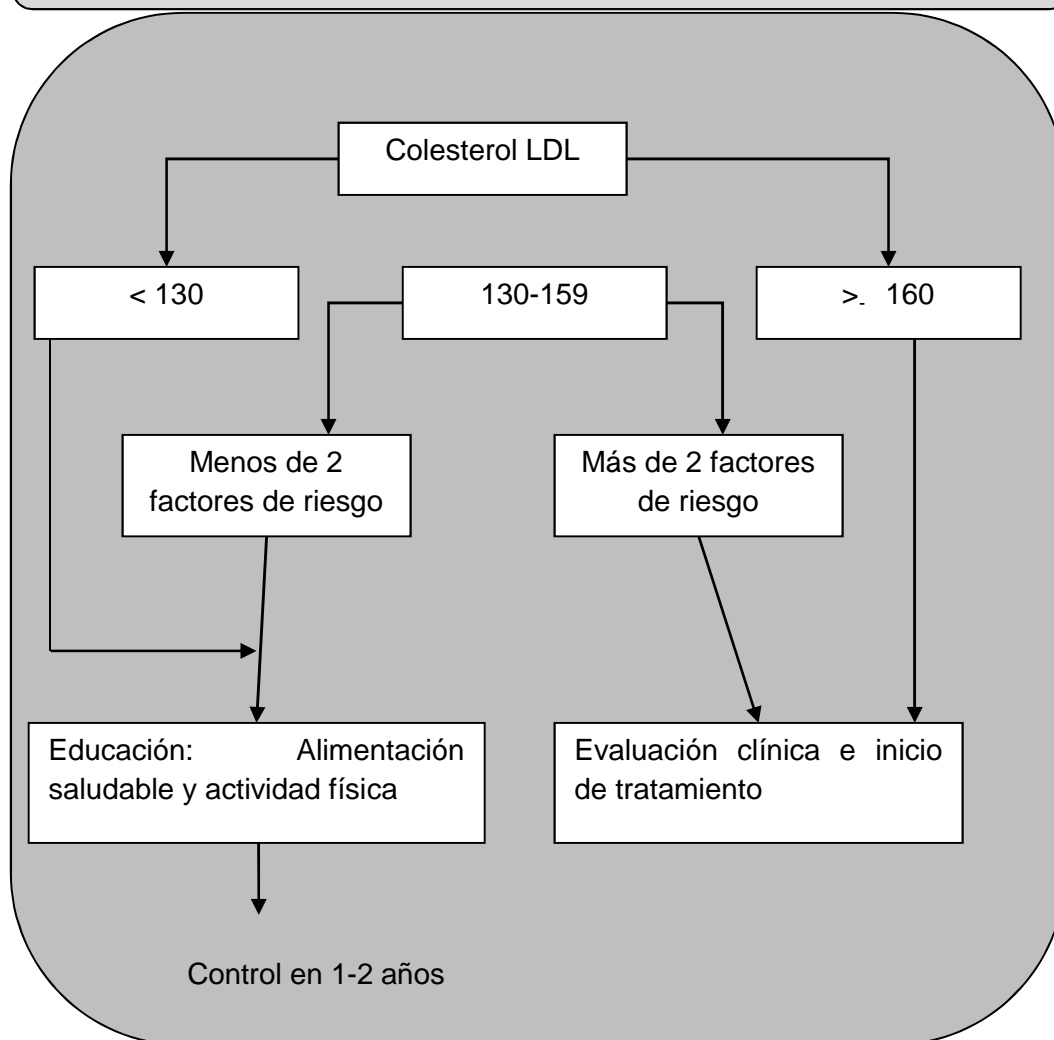 Colesterol LDL
< 130
130-159
>- 160
Menos de 2
factores de riesgo
Más de 2 factores
de riesgo
Educación: Alimentación
saludable y actividad física
Evaluación clínica e inicio
de tratamiento
Control en 1-2 años